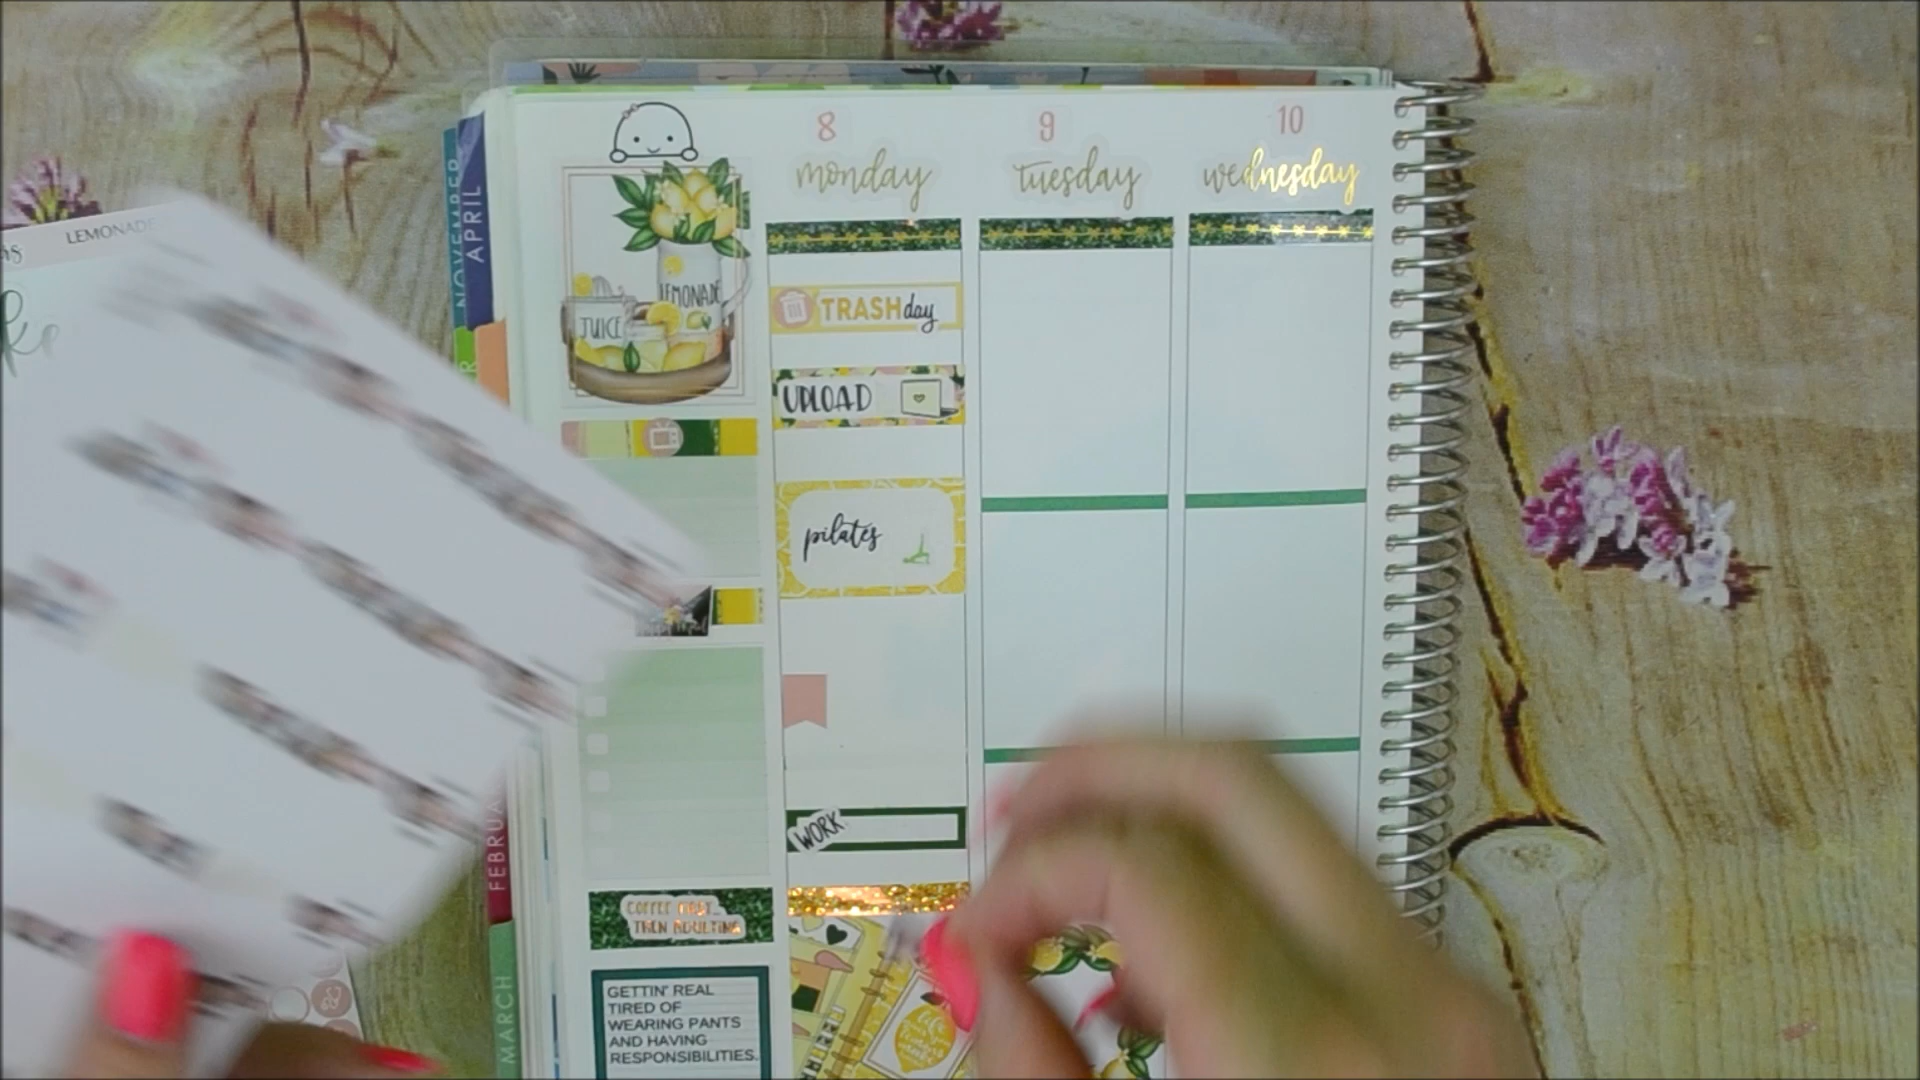 8
9
10
monday
tuesday
wednesday
NOVEMBER
APRIL
LEMONADE
LEMONADE
JUICE
TRASH day
UPLOAD
pilates
WORK
FEBRUA
COFFEE FIRST...
THEN ADULTING
MARCH
GETTIN' REAL
TIRED OF
WEARING PANTS
AND HAVING
RESPONSIBILITIES.